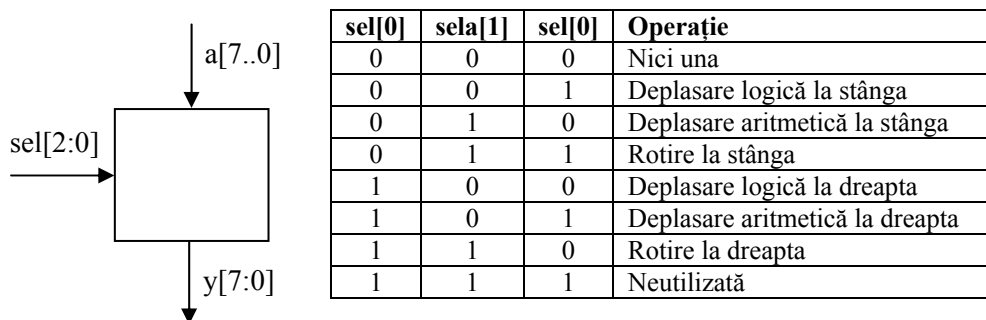 a[7..0]
sel[2:0]
y[7:0]
sel[0] sela[1] sel[0] Operație
0 0 0 Nici una
0 0 1 Deplasare logică la stânga
0 1 0 Deplasare aritmetică la stânga
0 1 1 Rotire la stânga
1 0 0 Deplasare logică la dreapta
1 0 1 Deplasare aritmetică la dreapta
1 1 0 Rotire la dreapta
1 1 1 Neutilizată